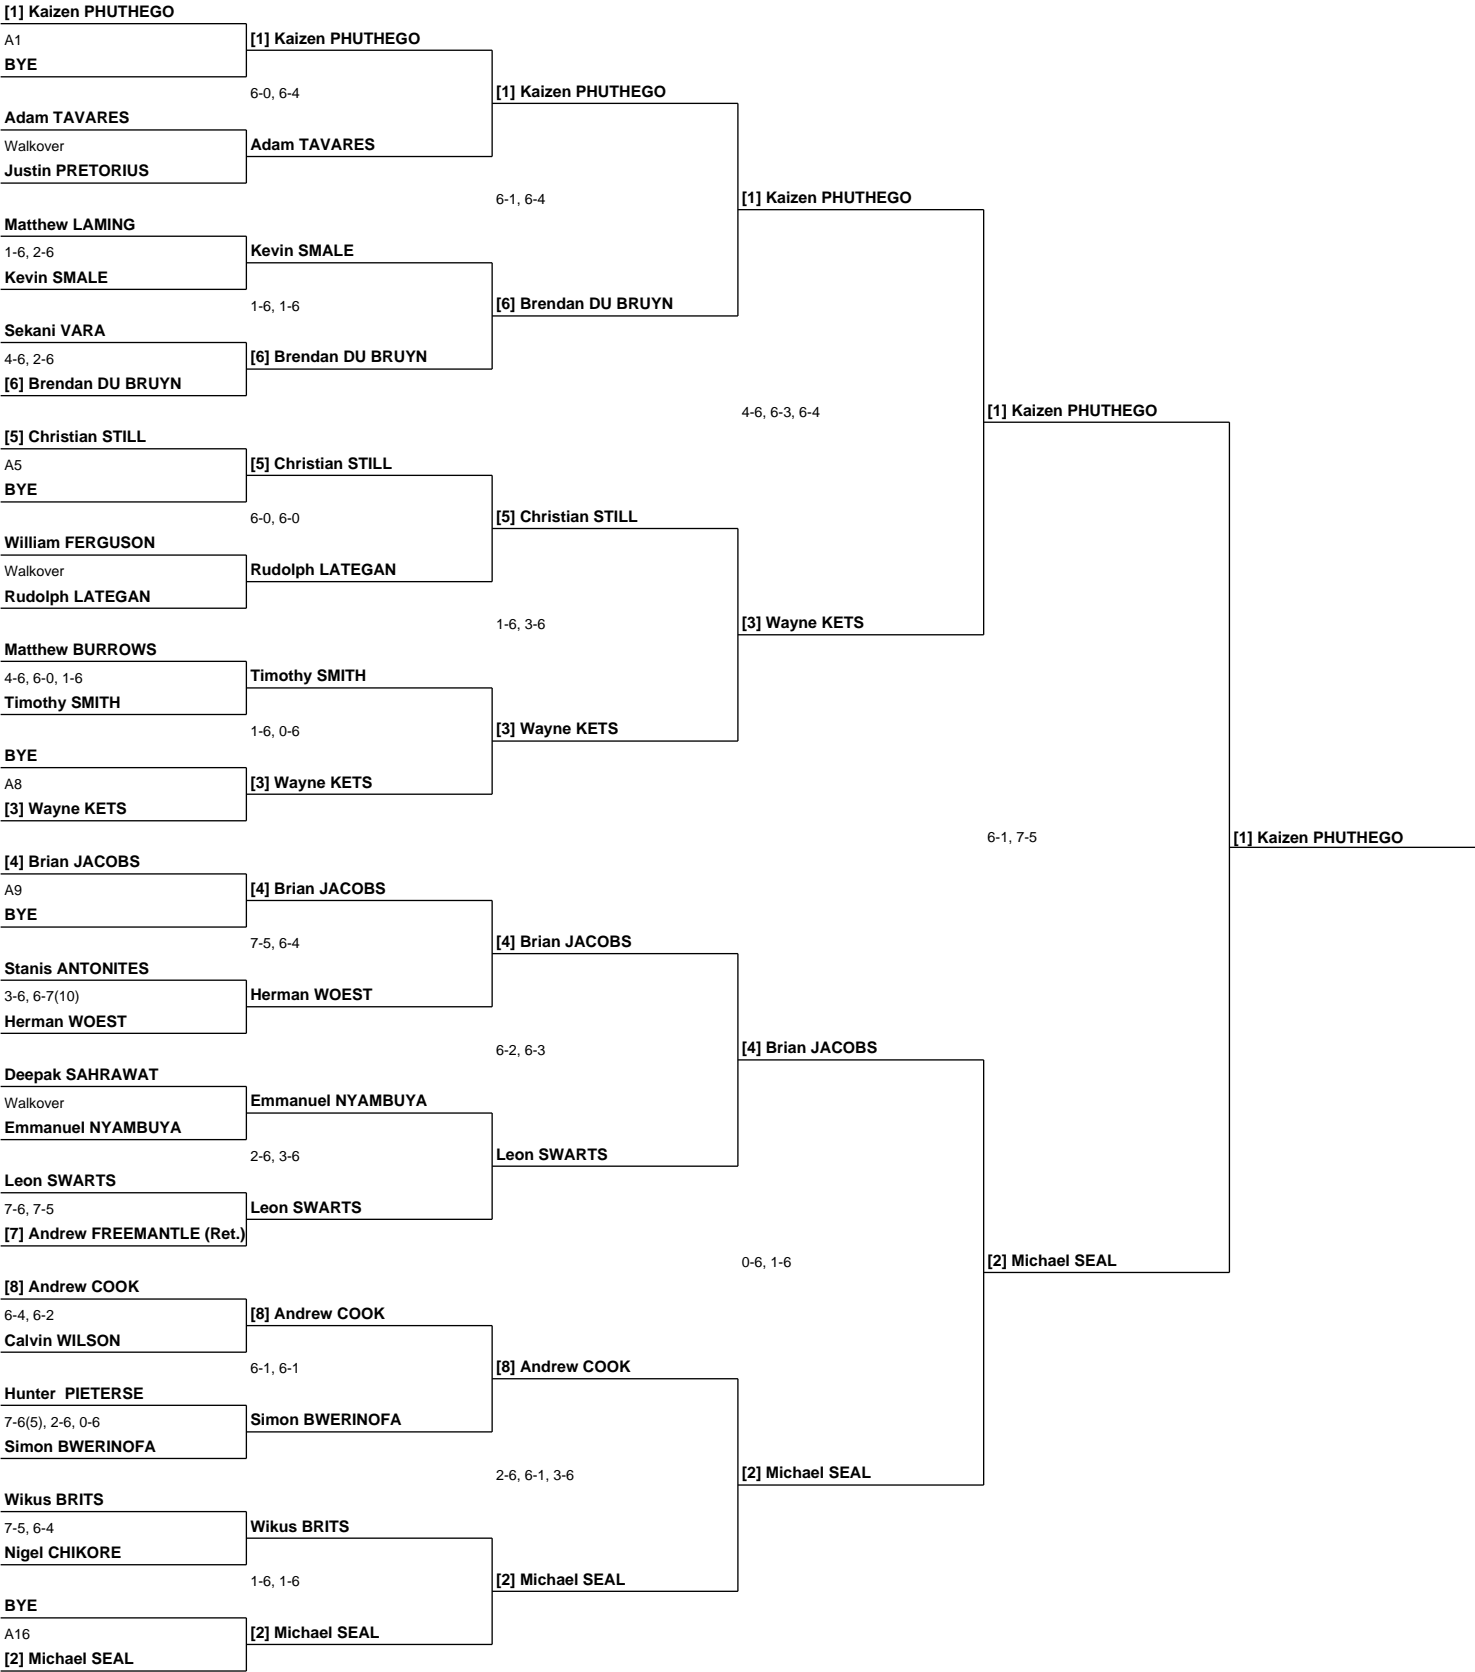 [1] Kaizen PHUTHEGO
A1
BYE
Adam TAVARES
Walkover
Justin PRETORIUS
Matthew LAMING
1-6, 2-6
Kevin SMALE
Sekani VARA
4-6, 2-6
[6] Brendan DU BRUYN
[5] Christian STILL
A5
BYE
William FERGUSON
Walkover
Rudolph LATEGAN
Matthew BURROWS
4-6, 6-0, 1-6
Timothy SMITH
BYE
A8
[3] Wayne KETS
[4] Brian JACOBS
A9
BYE
Stanis ANTONITES
3-6, 6-7(10)
Herman WOEST
Deepak SAHRAWAT
Walkover
Emmanuel NYAMBUYA
Leon SWARTS
7-6, 7-5
[7] Andrew FREEMANTLE (Ret.)
[8] Andrew COOK
6-4, 6-2
Calvin WILSON
Hunter  PIETERSE
7-6(5), 2-6, 0-6
Simon BWERINOFA
Wikus BRITS
7-5, 6-4
Nigel CHIKORE
BYE
A16
[2] Michael SEAL
[1] Kaizen PHUTHEGO
6-0, 6-4
Adam TAVARES
Kevin SMALE
1-6, 1-6
[6] Brendan DU BRUYN
[5] Christian STILL
6-0, 6-0
Rudolph LATEGAN
Timothy SMITH
1-6, 0-6
[3] Wayne KETS
[4] Brian JACOBS
7-5, 6-4
Herman WOEST
Emmanuel NYAMBUYA
2-6, 3-6
Leon SWARTS
[8] Andrew COOK
6-1, 6-1
Simon BWERINOFA
Wikus BRITS
1-6, 1-6
[2] Michael SEAL
[1] Kaizen PHUTHEGO
6-1, 6-4
[6] Brendan DU BRUYN
[5] Christian STILL
1-6, 3-6
[3] Wayne KETS
[4] Brian JACOBS
6-2, 6-3
Leon SWARTS
[8] Andrew COOK
2-6, 6-1, 3-6
[2] Michael SEAL
[1] Kaizen PHUTHEGO
4-6, 6-3, 6-4
[3] Wayne KETS
[4] Brian JACOBS
0-6, 1-6
[2] Michael SEAL
[1] Kaizen PHUTHEGO
6-1, 7-5
[2] Michael SEAL
[1] Kaizen PHUTHEGO